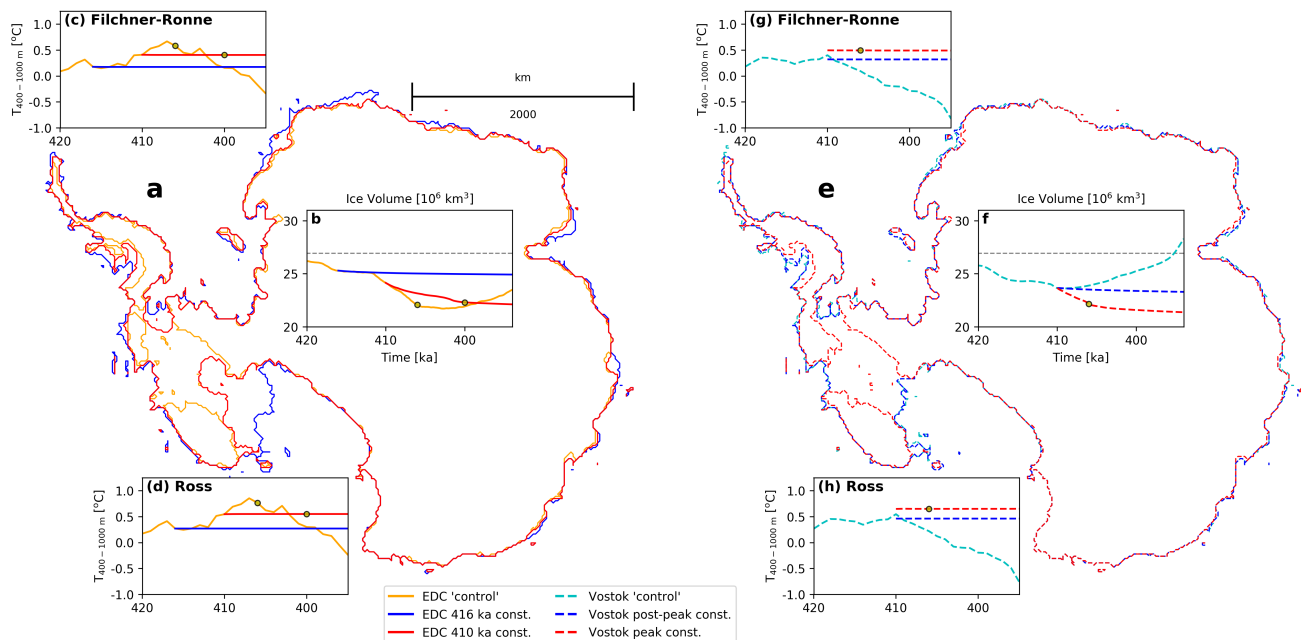 (c) Filchner-Ronne
T400−1000 m [°C]
1.0
0.5
0.0
-0.5
-1.0
420
410
400
km
2000
a
Ice Volume [10⁶ km³]
b
30
25
20
420
410
400
Time [ka]
(d) Ross
T400−1000 m [°C]
1.0
0.5
0.0
-0.5
-1.0
420
410
400
(g) Filchner-Ronne
T400−1000 m [°C]
1.0
0.5
0.0
-0.5
-1.0
420
410
400
e
Ice Volume [10⁶ km³]
f
30
25
20
420
410
400
Time [ka]
(h) Ross
T400−1000 m [°C]
1.0
0.5
0.0
-0.5
-1.0
420
410
400
EDC 'control'
EDC 416 ka const.
EDC 410 ka const.
Vostok 'control'
Vostok post-peak const.
Vostok peak const.